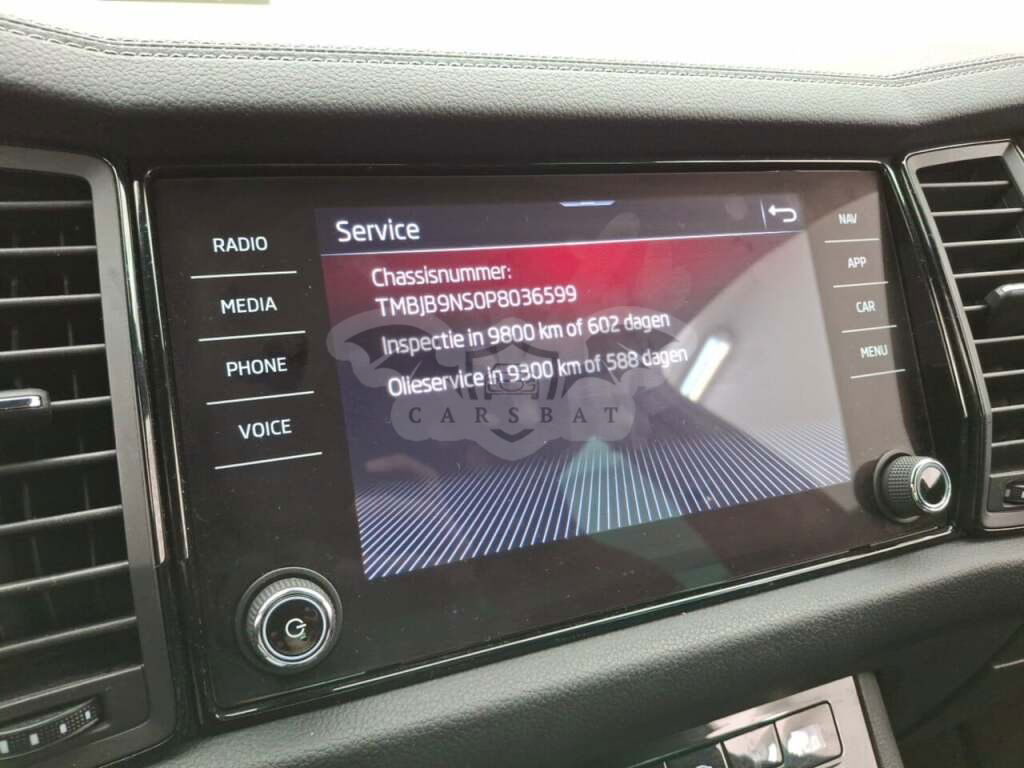 RADIO
MEDIA
PHONE
VOICE
Service
Chassisnummer:
TMBJB9NS0P8036599
Inspectie in 9800 km of 602 dagen
Olieservice in 9300 km of 588 dagen
CARSBAT
NAV
APP
CAR
MENU